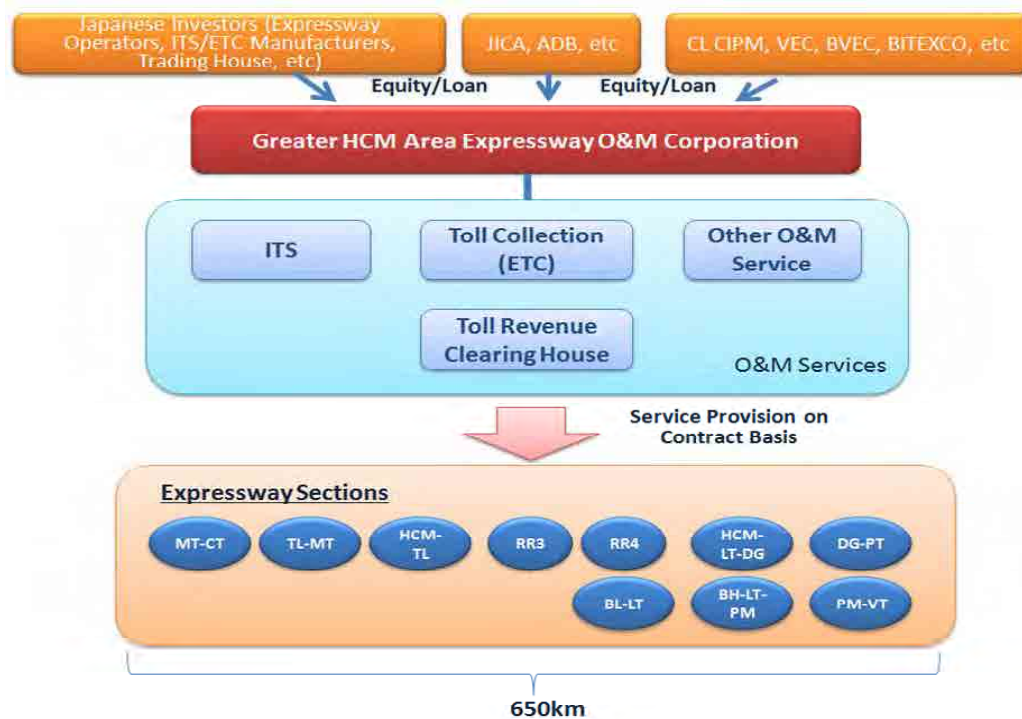 Japanese Investors (Expressway
Operators, ITS/ETC Manufacturers,
Trading House, etc)
JICA, ADB, etc
CL CIPM, VEC, BVEC, BITEXCO, etc
Equity/Loan
Equity/Loan
Greater HCM Area Expressway O&M Corporation
ITS
Toll Collection
(ETC)
Other O&M
Service
Toll Revenue
Clearing House
O&M Services
Service Provision on
Contract Basis
Expressway Sections
MT-CT
TL-MT
HCM-
TL
RR3
RR4
HCM-
LT-DG
DG-PT
BL-LT
BH-LT-
PM
PM-VT
650km